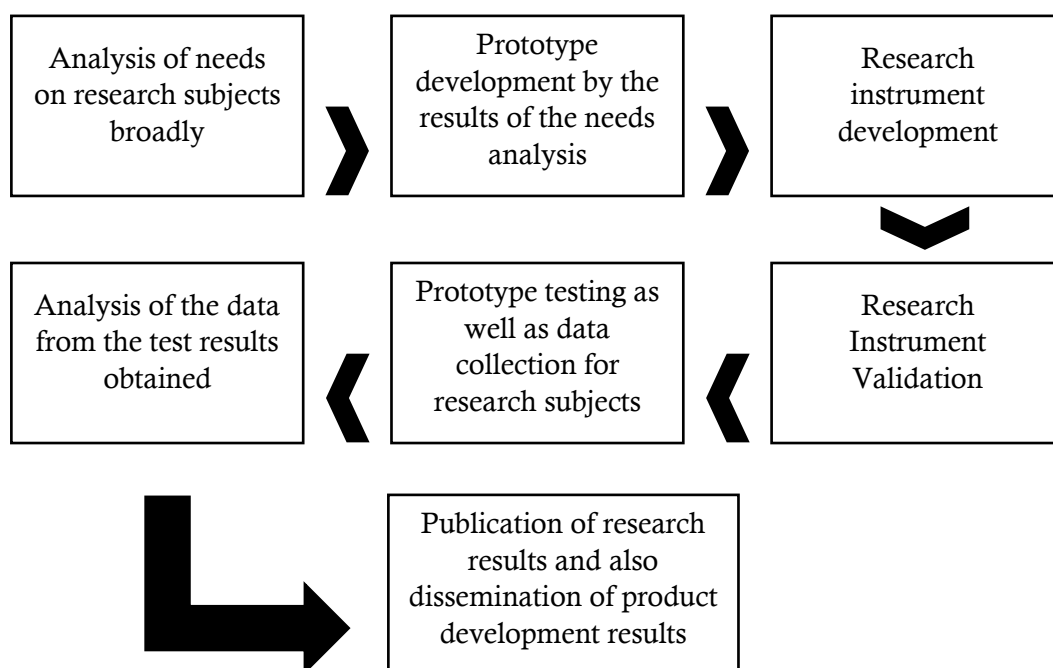 Analysis of needs
on research subjects
broadly
Prototype
development by the
results of the needs
analysis
Research
instrument
development
Research
Instrument
Validation
Prototype testing as
well as data
collection for
research subjects
Analysis of the data
from the test results
obtained
Publication of research
results and also
dissemination of product
development results